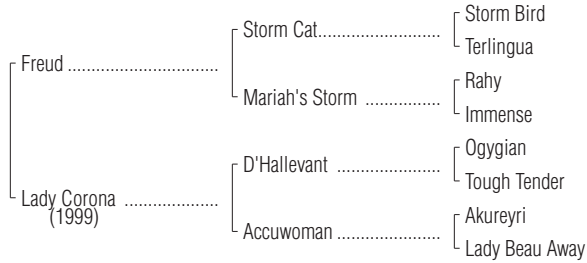 Storm Bird
Storm Cat..........................
Terlingua
Freud ................................
Rahy
Mariah's Storm ................
Immense
Ogygian
D'Hallevant ......................
Tough Tender
Lady Corona ....................
(1999)
Akureyri
Accuwoman ......................
Lady Beau Away